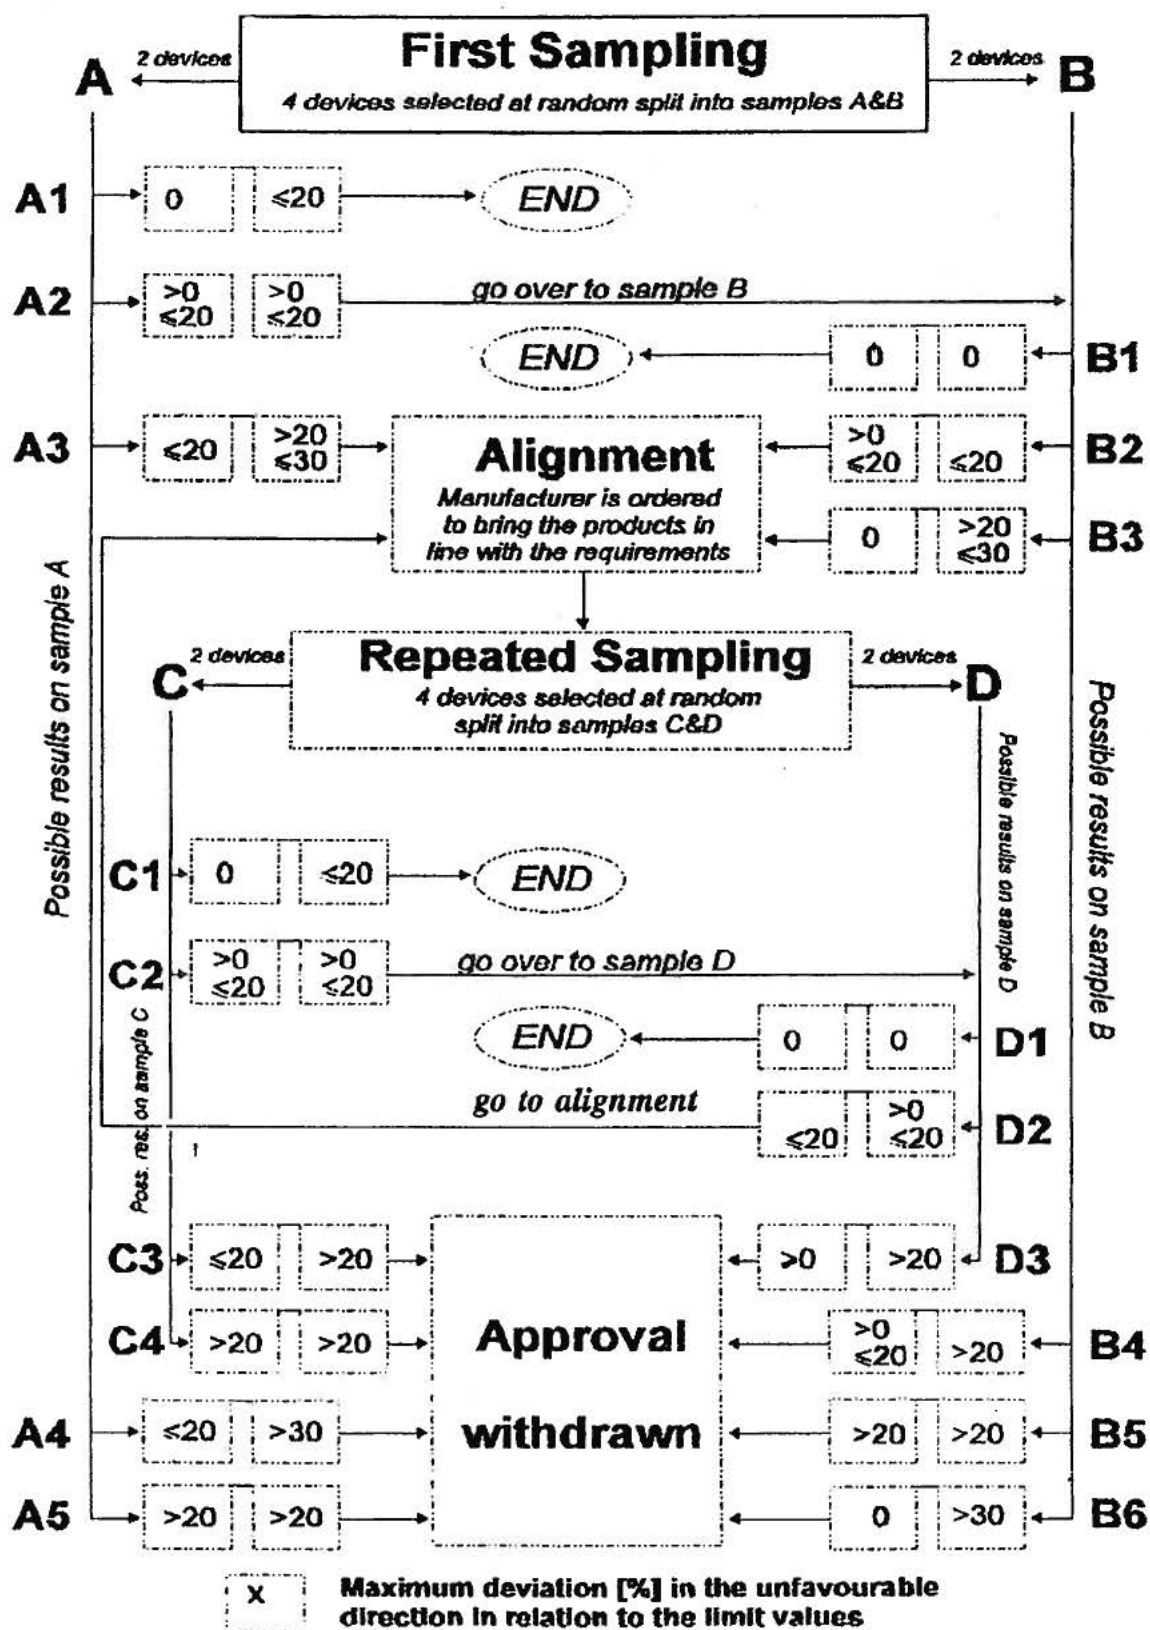 First Sampling
4 devices selected at random split into samples A&B
A
2 devices
2 devices
B
A1
0
≤20
END
A2
>0
≤20
>0
≤20
go over to sample B
END
0
0
B1
A3
≤20
>20
≤30
Alignment
Manufacturer is ordered
to bring the products in
line with the requirements
>0
≤20
≤20
B2
0
>20
≤30
B3
Possible results on sample A
C
2 devices
Repeated Sampling
4 devices selected at random
split into samples C&D
2 devices
D
Possible results on sample D
Possible results on sample B
C1
0
≤20
END
C2
>0
≤20
>0
≤20
go over to sample D
END
0
0
D1
Poss. res. on sample C
go to alignment
≤20
>0
≤20
D2
C3
≤20
>20
>0
>20
D3
C4
>20
>20
Approval
withdrawn
>0
≤20
>20
B4
A4
≤20
>30
>20
>20
B5
A5
>20
>20
0
>30
B6
X
Maximum deviation [%] in the unfavourable
direction in relation to the limit values